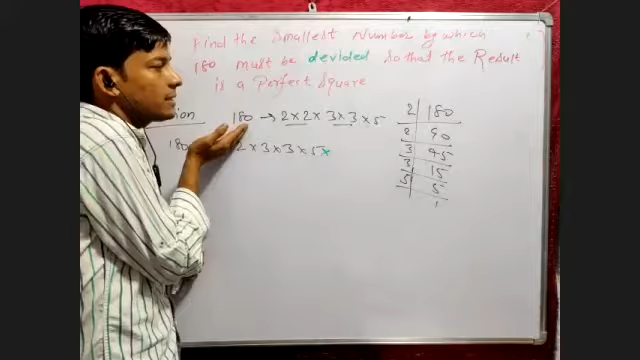 Find the Smallest Number by which
180 must be devided So that the Result
is a Perfect Square
180 → 2 × 2 × 3 × 3 × 5
180 2 × 3 × 3 × 5 ×
2 180
2 90
3 45
3 15
5 5
1